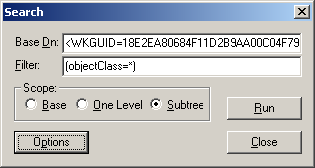 Search
Base Dn: <WKGUID=18E2EA80684F11D2B9AA00C04F79
Filter: (objectClass=*)
Scope:
Base One Level Subtree
Run
Options
Close